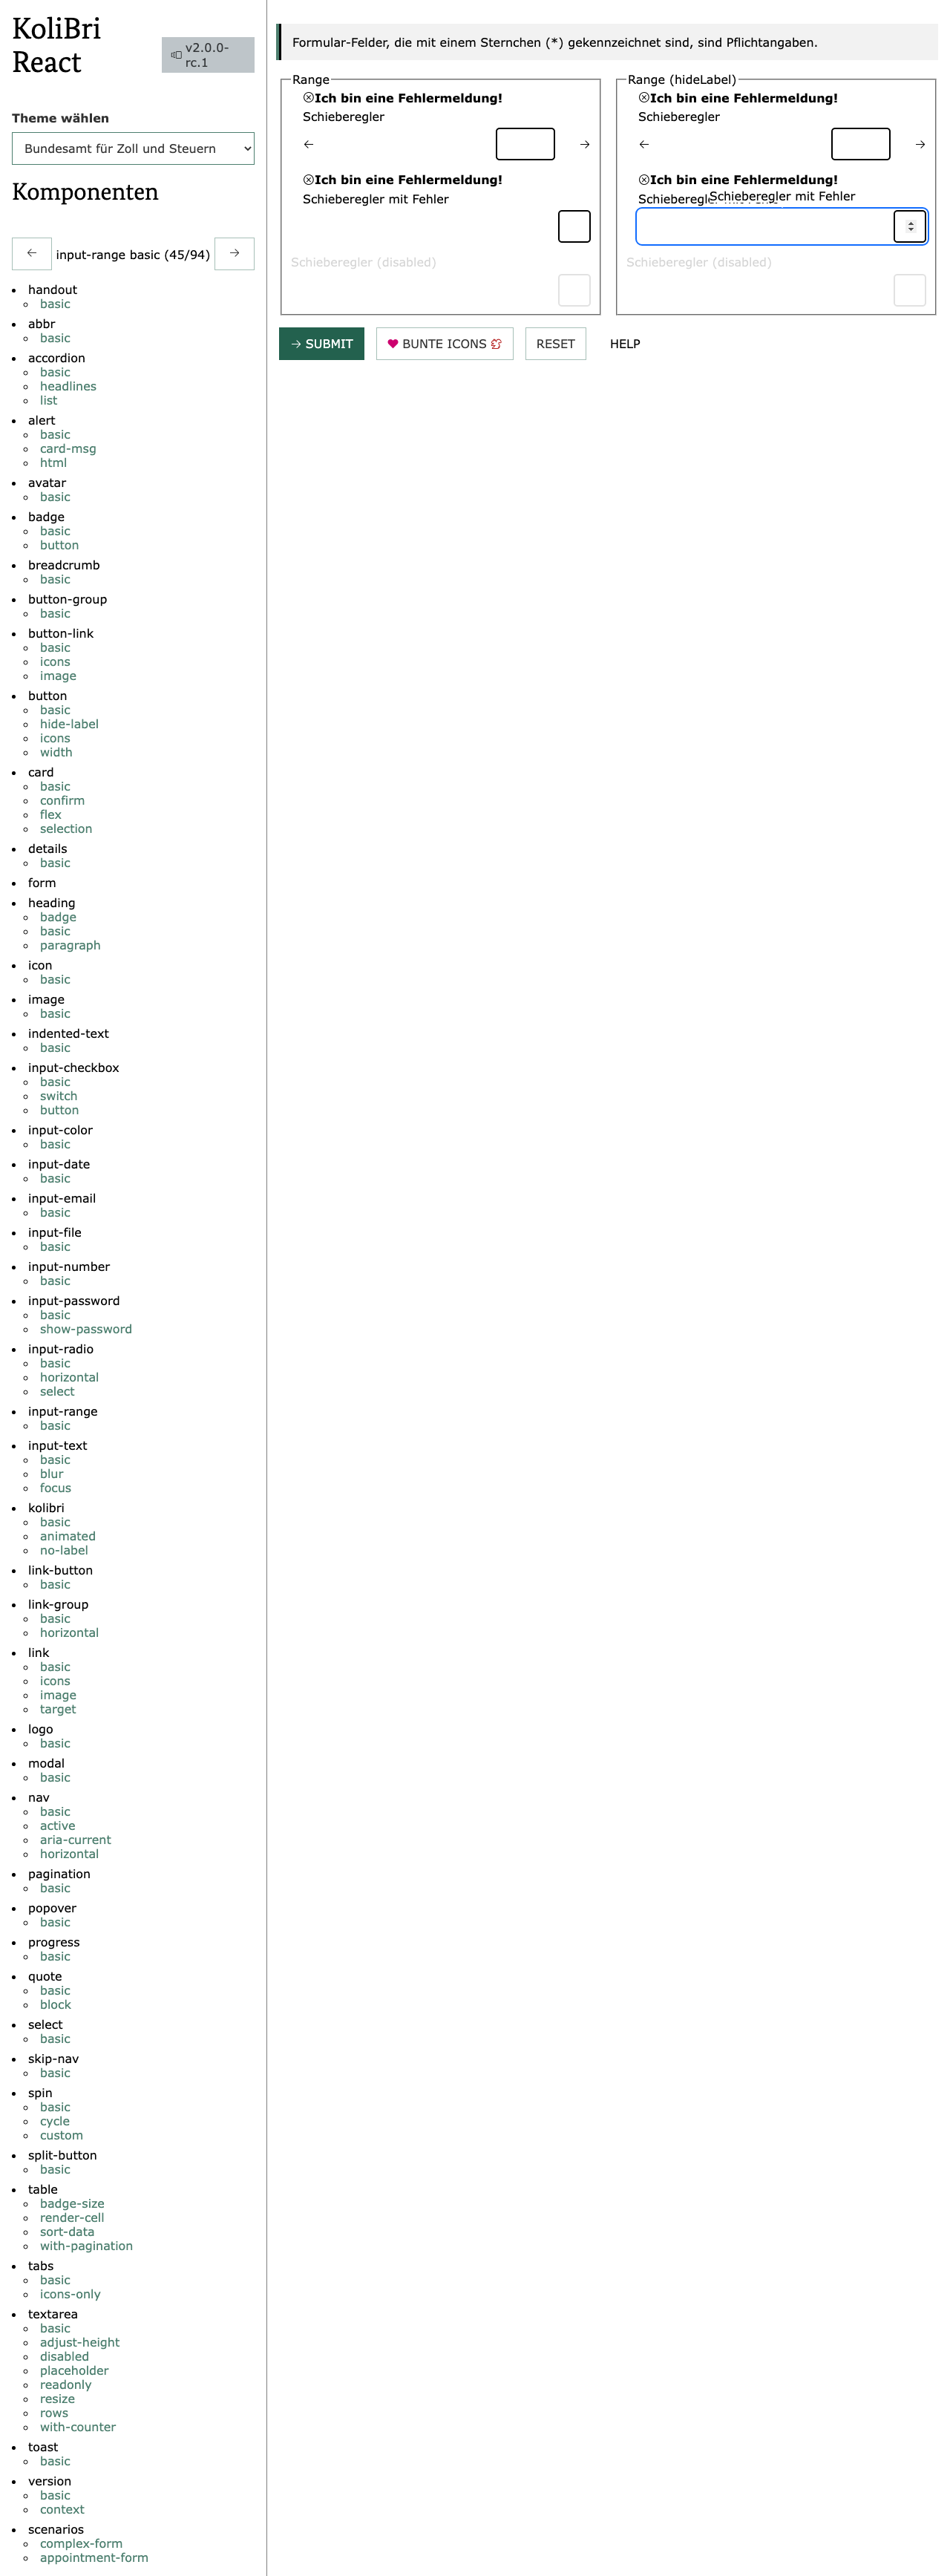 KoliBri
React
v2.0.0-
rc.1
Theme wählen
Bundesamt für Zoll und Steuern
Komponenten
← input-range basic (45/94) →
handout
basic
abbr
basic
accordion
basic
headlines
list
alert
basic
card-msg
html
avatar
basic
badge
basic
button
breadcrumb
basic
button-group
basic
button-link
basic
icons
image
button
basic
hide-label
icons
width
card
basic
confirm
flex
selection
details
basic
form
heading
badge
basic
paragraph
icon
basic
image
basic
indented-text
basic
input-checkbox
basic
switch
button
input-color
basic
input-date
basic
input-email
basic
input-file
basic
input-number
basic
input-password
basic
show-password
input-radio
basic
horizontal
select
input-range
basic
input-text
basic
blur
focus
kolibri
basic
animated
no-label
link-button
basic
link-group
basic
horizontal
link
basic
icons
image
target
logo
basic
modal
basic
nav
basic
active
aria-current
horizontal
pagination
basic
popover
basic
progress
basic
quote
basic
block
select
basic
skip-nav
basic
spin
basic
cycle
custom
split-button
basic
table
badge-size
render-cell
sort-data
with-pagination
tabs
basic
icons-only
textarea
basic
adjust-height
disabled
placeholder
readonly
resize
rows
with-counter
toast
basic
version
basic
context
scenarios
complex-form
appointment-form
Formular-Felder, die mit einem Sternchen (*) gekennzeichnet sind, sind Pflichtangaben.
Range
Ich bin eine Fehlermeldung!
Schieberegler
← →
Ich bin eine Fehlermeldung!
Schieberegler mit Fehler
Schieberegler (disabled)
Range (hideLabel)
Ich bin eine Fehlermeldung!
Schieberegler
← →
Ich bin eine Fehlermeldung!
Schieberegler mit Fehler
Schieberegler (disabled)
→ SUBMIT
BUNTE ICONS
RESET
HELP